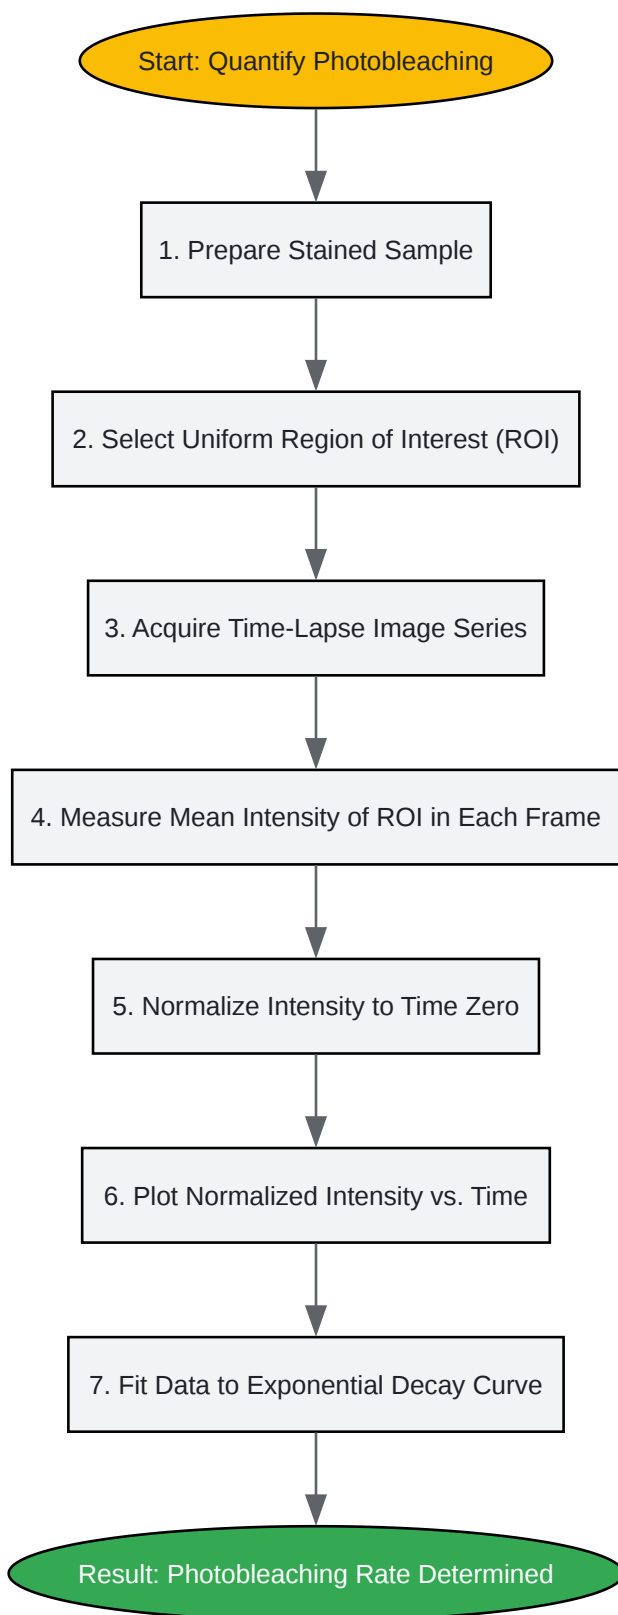 Start: Quantify Photobleaching
1. Prepare Stained Sample
2. Select Uniform Region of Interest (ROI)
3. Acquire Time-Lapse Image Series
4. Measure Mean Intensity of ROI in Each Frame
5. Normalize Intensity to Time Zero
6. Plot Normalized Intensity vs. Time
7. Fit Data to Exponential Decay Curve
Result: Photobleaching Rate Determined